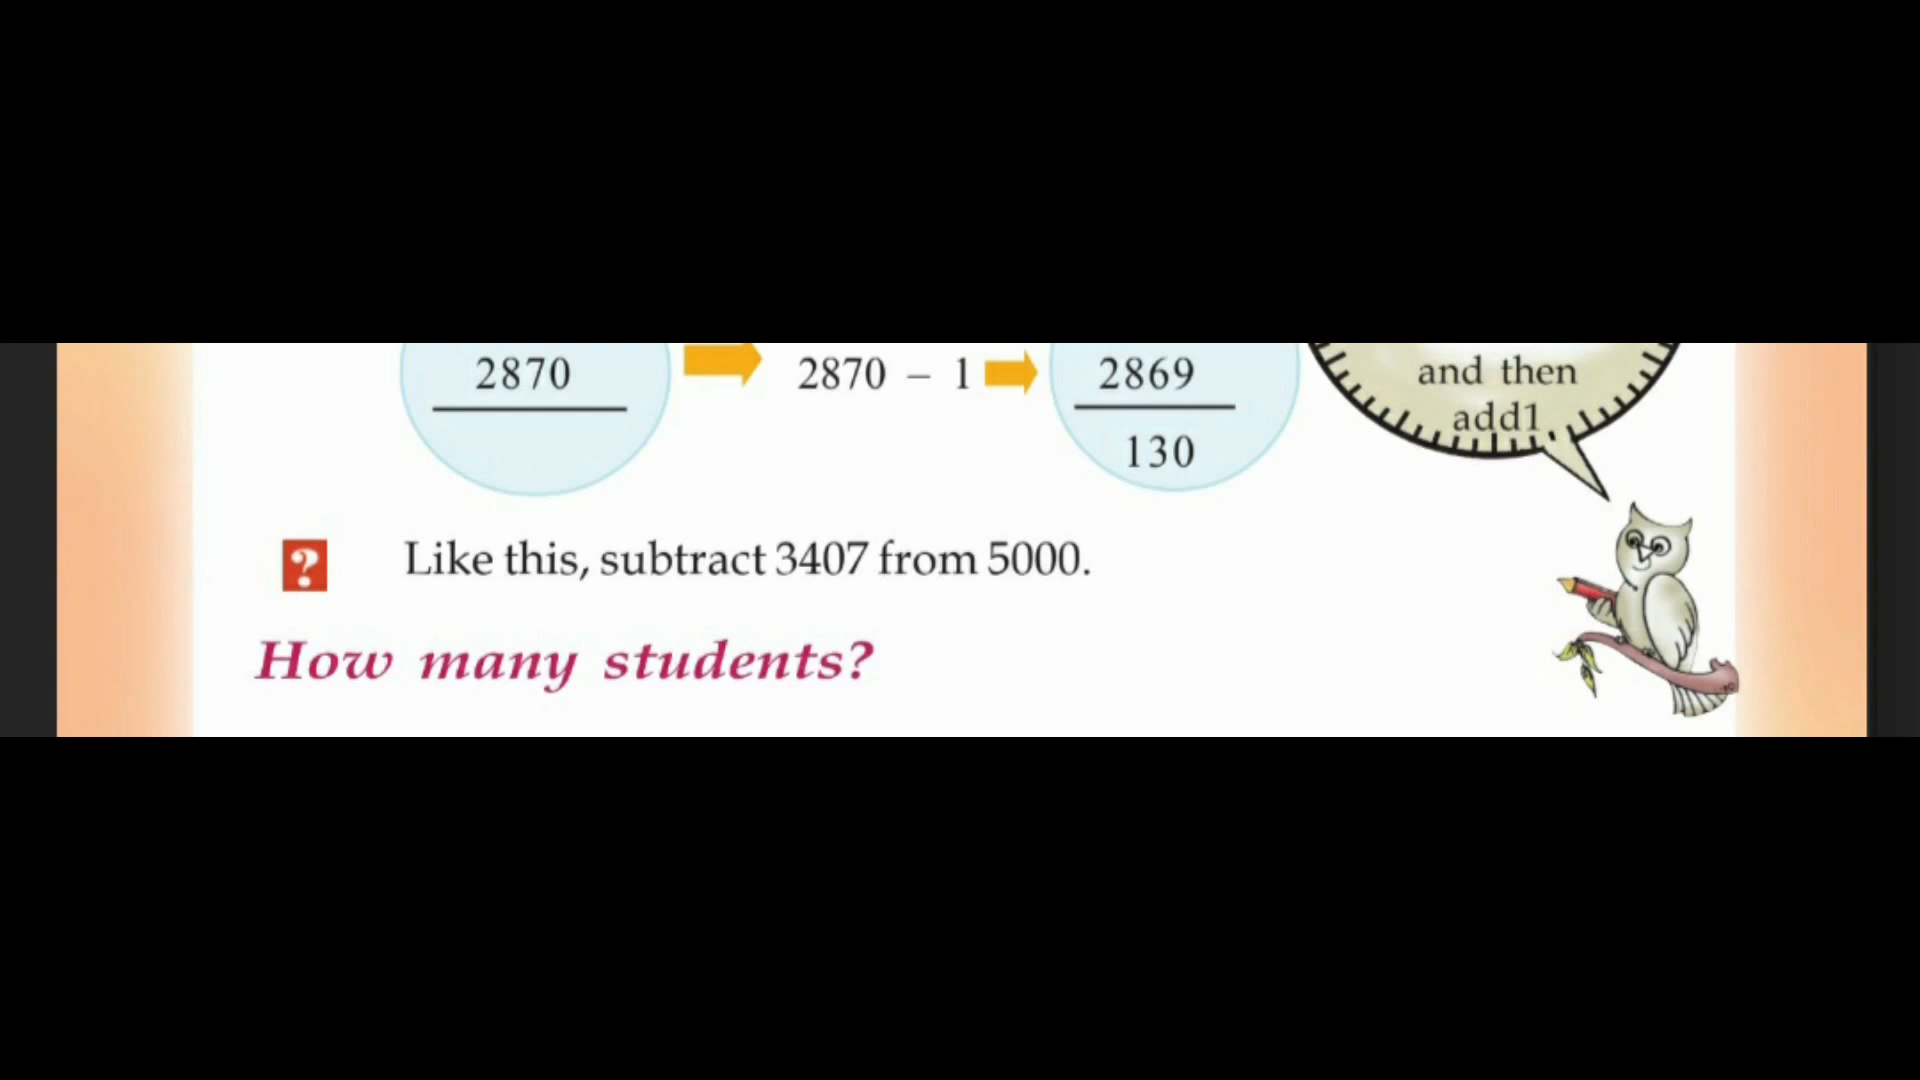 2870 2870 – 1 2869
130
and then
add1.
? Like this, subtract 3407 from 5000.
How many students?